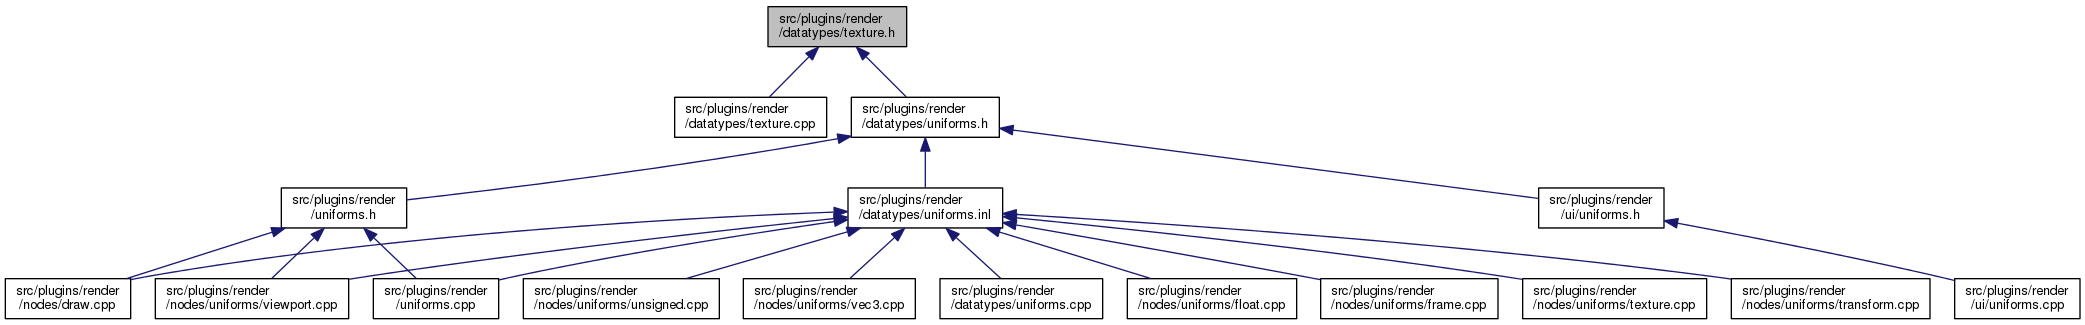 src/plugins/render
/datatypes/texture.h
src/plugins/render
/datatypes/texture.cpp
src/plugins/render
/datatypes/uniforms.h
src/plugins/render
/uniforms.h
src/plugins/render
/datatypes/uniforms.inl
src/plugins/render
/ui/uniforms.h
src/plugins/render
/nodes/draw.cpp
src/plugins/render
/nodes/uniforms/viewport.cpp
src/plugins/render
/uniforms.cpp
src/plugins/render
/nodes/uniforms/unsigned.cpp
src/plugins/render
/nodes/uniforms/vec3.cpp
src/plugins/render
/datatypes/uniforms.cpp
src/plugins/render
/nodes/uniforms/float.cpp
src/plugins/render
/nodes/uniforms/frame.cpp
src/plugins/render
/nodes/uniforms/texture.cpp
src/plugins/render
/nodes/uniforms/transform.cpp
src/plugins/render
/ui/uniforms.cpp